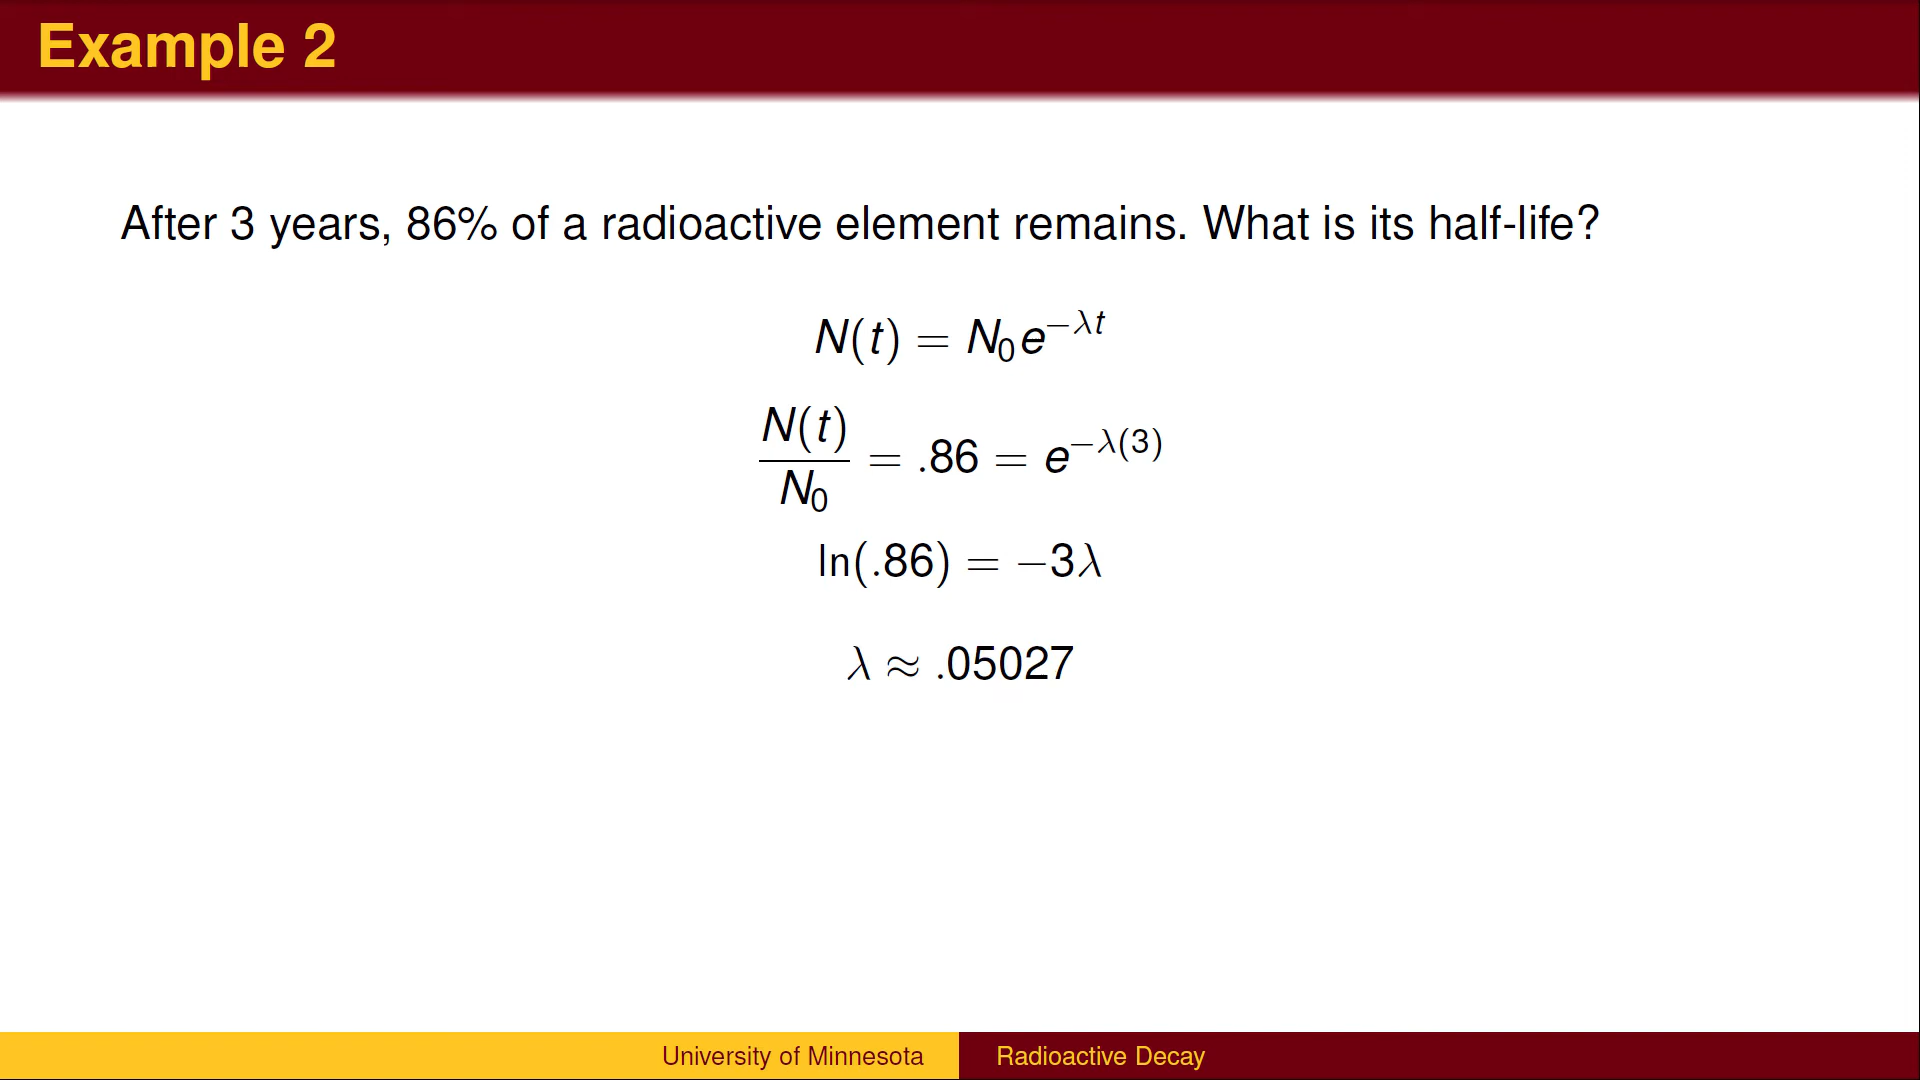 Example 2
After 3 years, 86% of a radioactive element remains. What is its half-life?
N(t) = N₀e^{−λt}
N(t)/N₀ = .86 = e^{−λ(3)}
ln(.86) = −3λ
λ ≈ .05027
University of Minnesota
Radioactive Decay